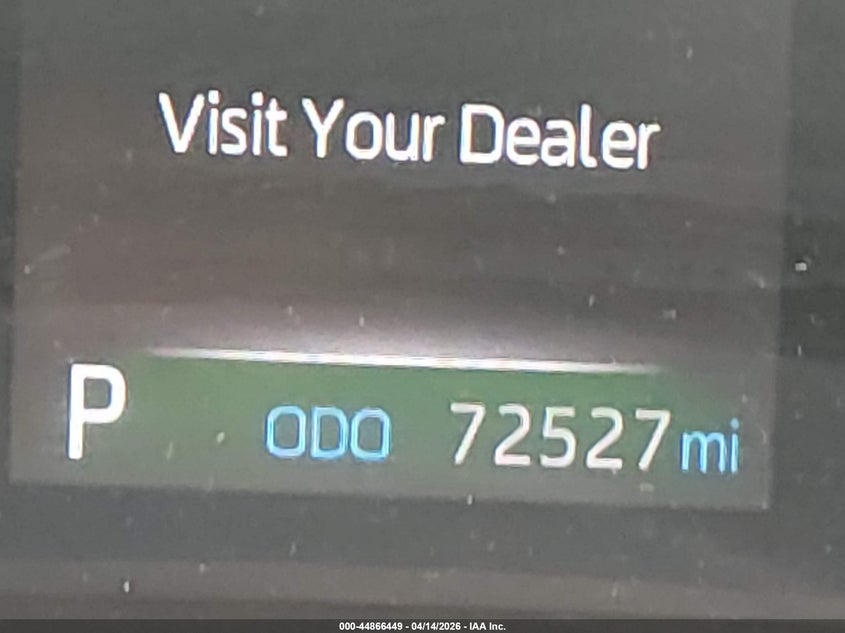 Visit Your Dealer
P ODO 72527 mi
000-44866449 - 04/14/2026 - IAA Inc.